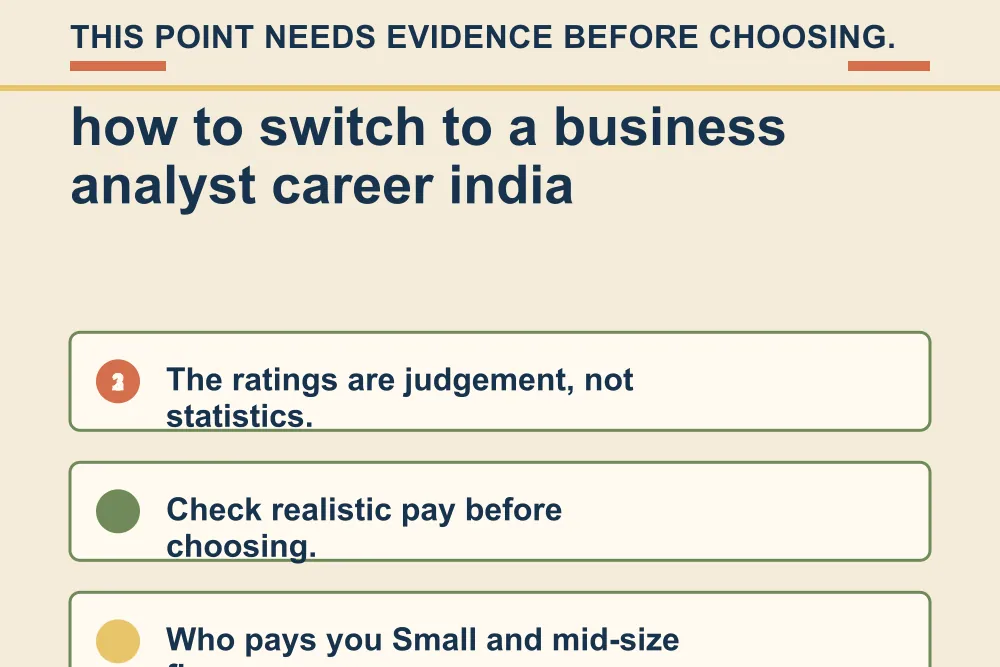 THIS POINT NEEDS EVIDENCE BEFORE CHOOSING.
how to switch to a business
analyst career india
The ratings are judgement, not
statistics.
Check realistic pay before
choosing.
Who pays you Small and mid-size